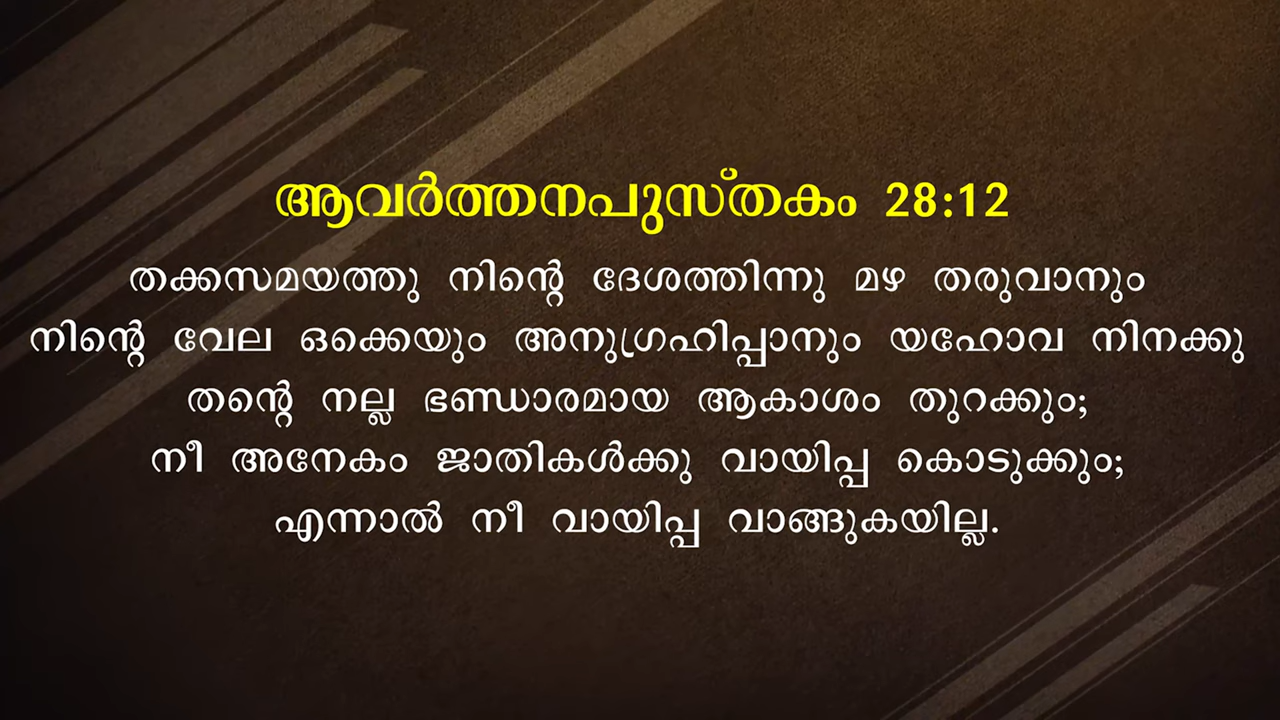 ആവർത്തനപുസ്തകം 28:12
തക്കസമയത്തു നിന്റെ ദേശത്തിന്നു മഴ തരുവാനും
നിന്റെ വേല ഒക്കെയും അനുഗ്രഹിപ്പാനും യഹോവ നിനക്കു
തന്റെ നല്ല ഭണ്ഡാരമായ ആകാശം തുറക്കും;
നീ അനേകം ജാതികൾക്കു വായിപ്പ കൊടുക്കും;
എന്നാൽ നീ വായിപ്പ വാങ്ങുകയില്ല.